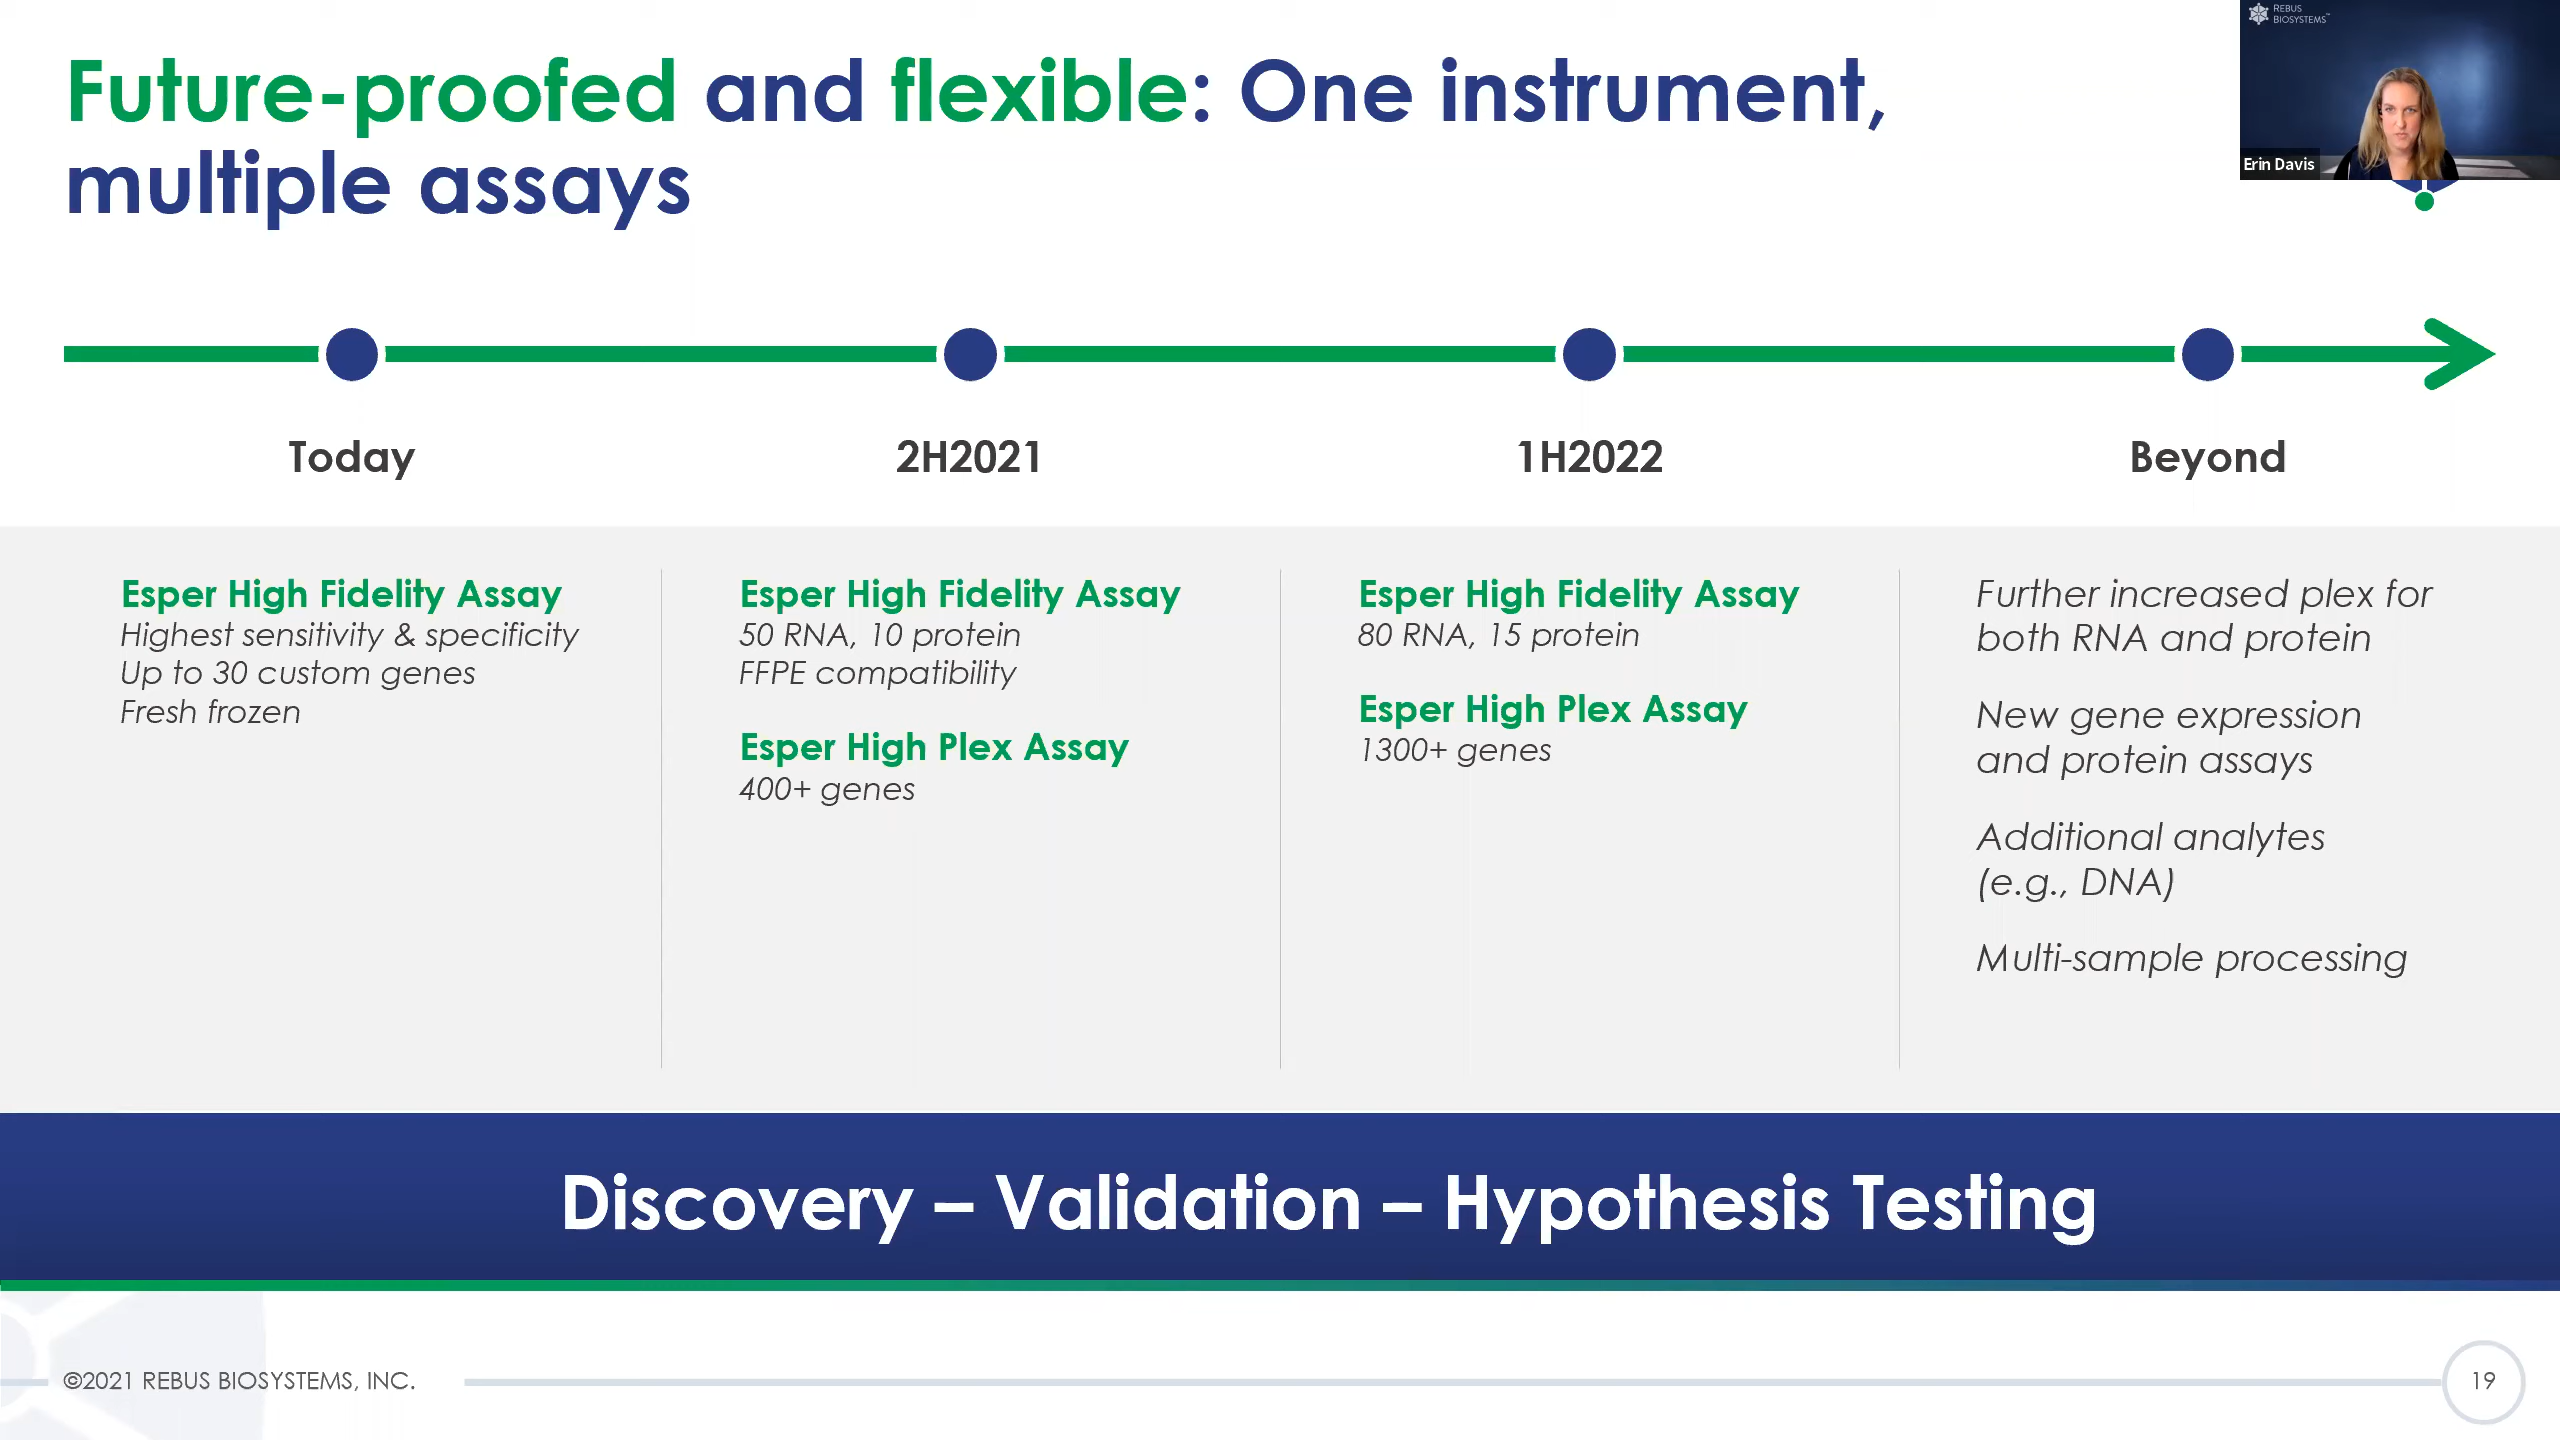 Future-proofed and flexible: One instrument,
multiple assays
REBUS
BIOSYSTEMS™
Erin Davis
Today
2H2021
1H2022
Beyond
Esper High Fidelity Assay
Highest sensitivity & specificity
Up to 30 custom genes
Fresh frozen
Esper High Fidelity Assay
50 RNA, 10 protein
FFPE compatibility
Esper High Plex Assay
400+ genes
Esper High Fidelity Assay
80 RNA, 15 protein
Esper High Plex Assay
1300+ genes
Further increased plex for
both RNA and protein
New gene expression
and protein assays
Additional analytes
(e.g., DNA)
Multi-sample processing
Discovery – Validation – Hypothesis Testing
©2021 REBUS BIOSYSTEMS, INC.
19